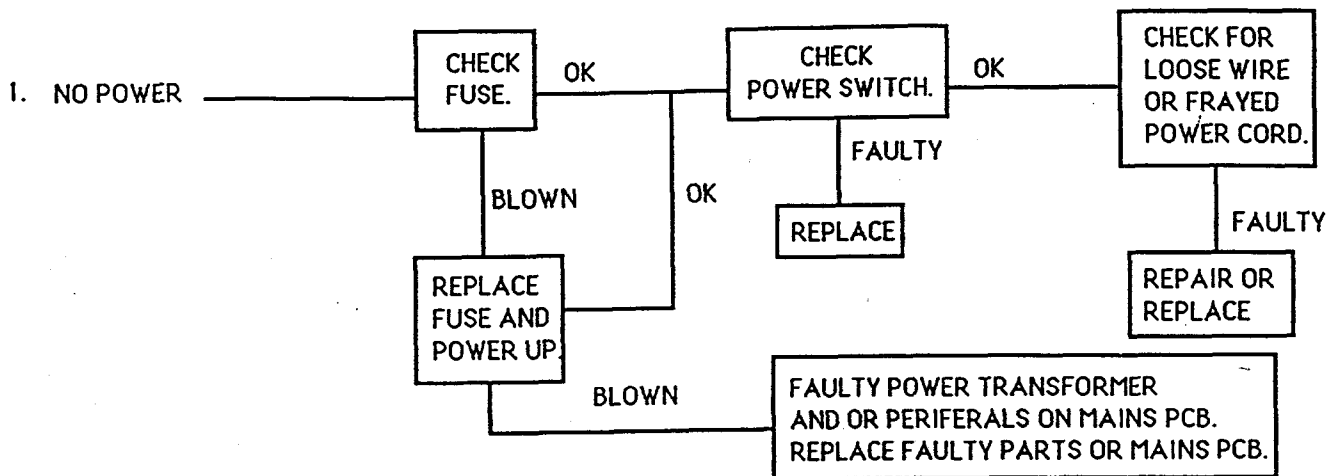 1. NO POWER
CHECK
FUSE.
OK
CHECK
POWER SWITCH.
OK
CHECK FOR
LOOSE WIRE
OR FRAYED
POWER CORD.
BLOWN
OK
FAULTY
REPLACE
FAULTY
REPLACE
FUSE AND
POWER UP.
REPAIR OR
REPLACE
BLOWN
FAULTY POWER TRANSFORMER
AND OR PERIFERALS ON MAINS PCB.
REPLACE FAULTY PARTS OR MAINS PCB.